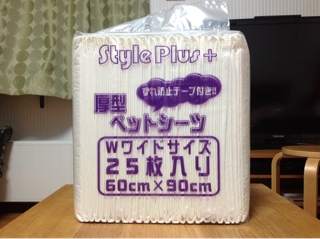 Style Plus+
ずれ防止テープ付き!!
厚型
ペットシーツ
Wワイドサイズ
25枚入り
60cm×90cm